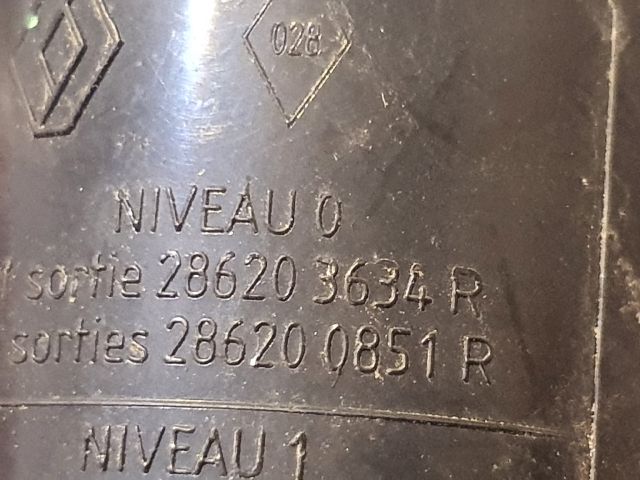 028
NIVEAU 0
sortie 28620 3634 R
sorties 28620 0851 R
NIVEAU 1